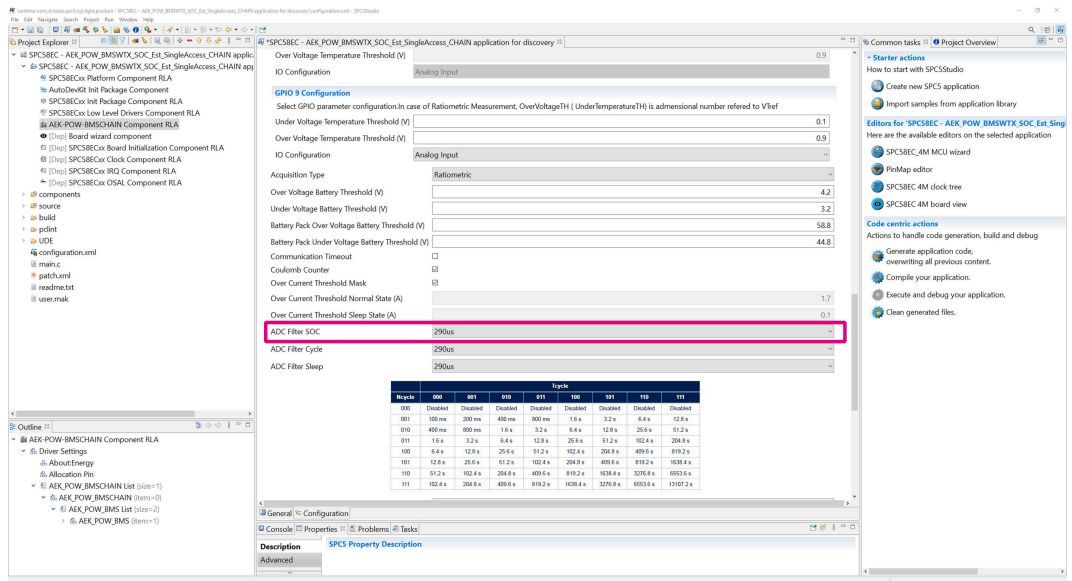 runtime-com.st.tools.spc5.rcp.light.product - SPC58EC - AEK_POW_BMSWTX_SOC_Est_SingleAccess_CHAIN application for discovery/configuration.xml - SPC5Studio
File Edit Navigate Search Project Run Window Help
Project Explorer
SPC58EC - AEK_POW_BMSWTX_SOC_Est_SingleAccess_CHAIN applic
SPC58EC - AEK_POW_BMSWTX_SOC_Est_SingleAccess_CHAIN app
SPC58ECxx Platform Component RLA
AutoDevKit Init Package Component
SPC58ECxx Init Package Component RLA
SPC58ECxx Low Level Drivers Component RLA
AEK-POW-BMSCHAIN Component RLA
[Dep] Board wizard component
[Dep] SPC58ECxx Board Initialization Component RLA
[Dep] SPC58ECxx Clock Component RLA
[Dep] SPC58ECxx IRQ Component RLA
[Dep] SPC58ECxx OSAL Component RLA
components
source
build
pclint
UDE
configuration.xml
main.c
patch.xml
readme.txt
user.mak
Outline
AEK-POW-BMSCHAIN Component RLA
Driver Settings
About:Energy
Allocation Pin
AEK_POW_BMSCHAIN List (size=1)
AEK_POW_BMSCHAIN (item=0)
AEK_POW_BMS List (size=2)
AEK_POW_BMS (item=1)
*SPC58EC - AEK_POW_BMSWTX_SOC_Est_SingleAccess_CHAIN application for discovery
Over Voltage Temperature Threshold (V) 0.9
IO Configuration Analog Input
GPIO 9 Configuration
Select GPIO parameter configuration.In case of Ratiometric Measurement, OverVoltageTH ( UnderTemperatureTH) is admensional number refered to VTref
Under Voltage Temperature Threshold (V) 0.1
Over Voltage Temperature Threshold (V) 0.9
IO Configuration Analog Input
Acquisition Type Ratiometric
Over Voltage Battery Threshold (V) 4.2
Under Voltage Battery Threshold (V) 3.2
Battery Pack Over Voltage Battery Threshold (V) 58.8
Battery Pack Under Voltage Battery Threshold (V) 44.8
Communication Timeout
Coulomb Counter
Over Current Threshold Mask
Over Current Threshold Normal State (A) 1.7
Over Current Threshold Sleep State (A) 0.1
ADC Filter SOC 290us
ADC Filter Cycle 290us
ADC Filter Sleep 290us
Tcycle
Ncycle 000 001 010 011 100 101 110 111
000 Disabled Disabled Disabled Disabled Disabled Disabled Disabled Disabled
001 100 ms 200 ms 400 ms 800 ms 1.6 s 3.2 s 6.4 s 12.8 s
010 400 ms 800 ms 1.6 s 3.2 s 6.4 s 12.8 s 25.6 s 51.2 s
011 1.6 s 3.2 s 6.4 s 12.8 s 25.6 s 51.2 s 102.4 s 204.8 s
100 6.4 s 12.8 s 25.6 s 51.2 s 102.4 s 204.8 s 409.6 s 819.2 s
101 12.8 s 25.6 s 51.2 s 102.4 s 204.8 s 409.6 s 819.2 s 1638.4 s
110 51.2 s 102.4 s 204.8 s 409.6 s 819.2 s 1638.4 s 3276.8 s 6553.6 s
111 102.4 s 204.8 s 409.6 s 819.2 s 1638.4 s 3276.8 s 6553.6 s 13107.2 s
General Configuration
Console Properties Problems Tasks
Description SPC5 Property Description
Advanced
Common tasks Project Overview
Starter actions
How to start with SPC5Studio
Create new SPC5 application
Import samples from application library
Editors for 'SPC58EC - AEK_POW_BMSWTX_SOC_Est_Singl
Here are the available editors on the selected application
SPC58EC_4M MCU wizard
PinMap editor
SPC58EC 4M clock tree
SPC58EC 4M board view
Code centric actions
Actions to handle code generation, build and debug
Generate application code,
overwriting all previous content.
Compile your application.
Execute and debug your application.
Clean generated files.